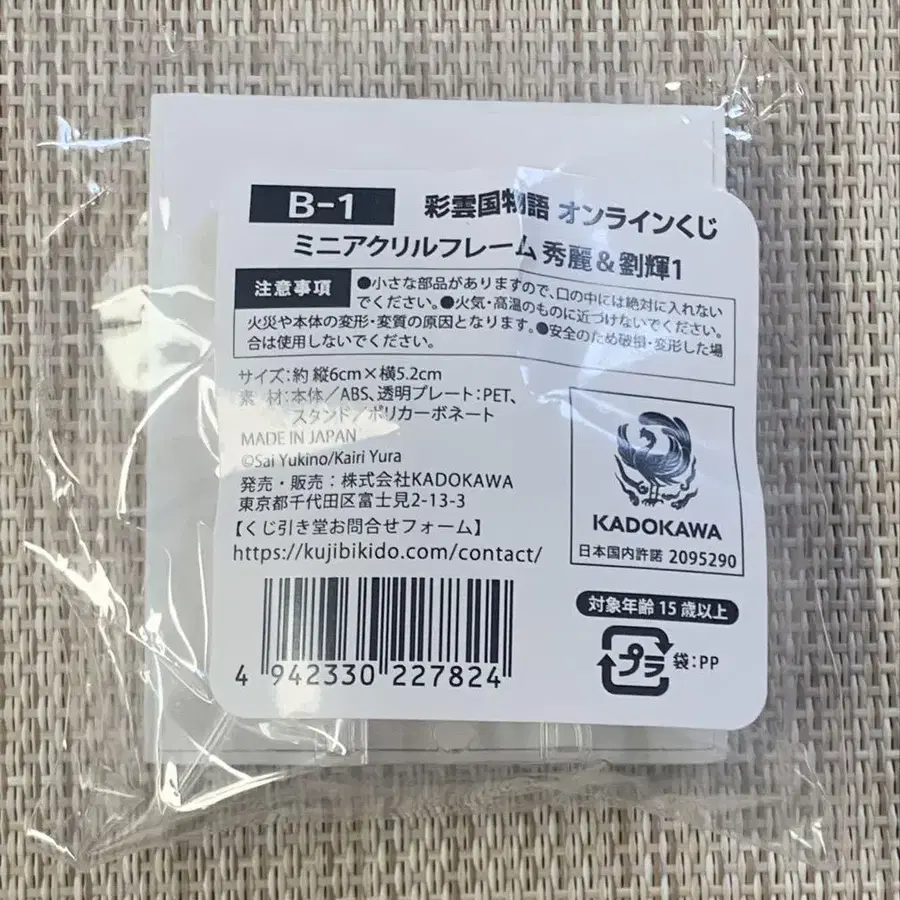 B-1 彩雲国物語 オンラインくじ
ミニアクリルフレーム 秀麗&劉輝1
注意事項 ●小さな部品がありますので、口の中には絶対に入れない
でください。●火気・高温のものに近づけないでください。
火災や本体の変形・変質の原因となります。●安全のため破損・変形した場
合は使用しないでください。
サイズ:約 縦6cm×横5.2cm
素 材:本体/ABS、透明プレート:PET、
スタンド/ポリカーボネート
MADE IN JAPAN
©Sai Yukino/Kairi Yura
発売・販売:株式会社KADOKAWA
東京都千代田区富士見2-13-3
【くじ引き堂お問合せフォーム】
https://kujibikido.com/contact/
KADOKAWA
日本国内許諾 2095290
対象年齢 15 歳以上
プラ 袋:PP
4 942330 227824